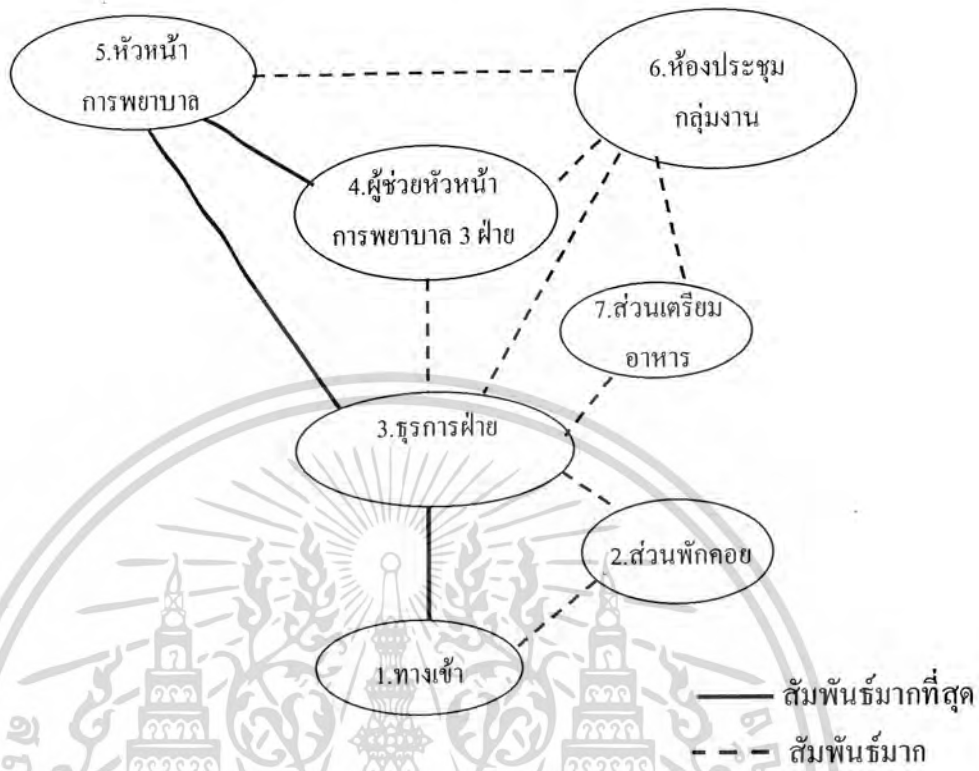 5.หัวหน้า
การพยาบาล
6.ห้องประชุม
กลุ่มงาน
4.ผู้ช่วยหัวหน้า
การพยาบาล 3 ฝ่าย
7.ส่วนเตรียม
อาหาร
3.ธุรการฝ่าย
2.ส่วนพักคอย
1.ทางเข้า
สัมพันธ์มากที่สุด
สัมพันธ์มาก